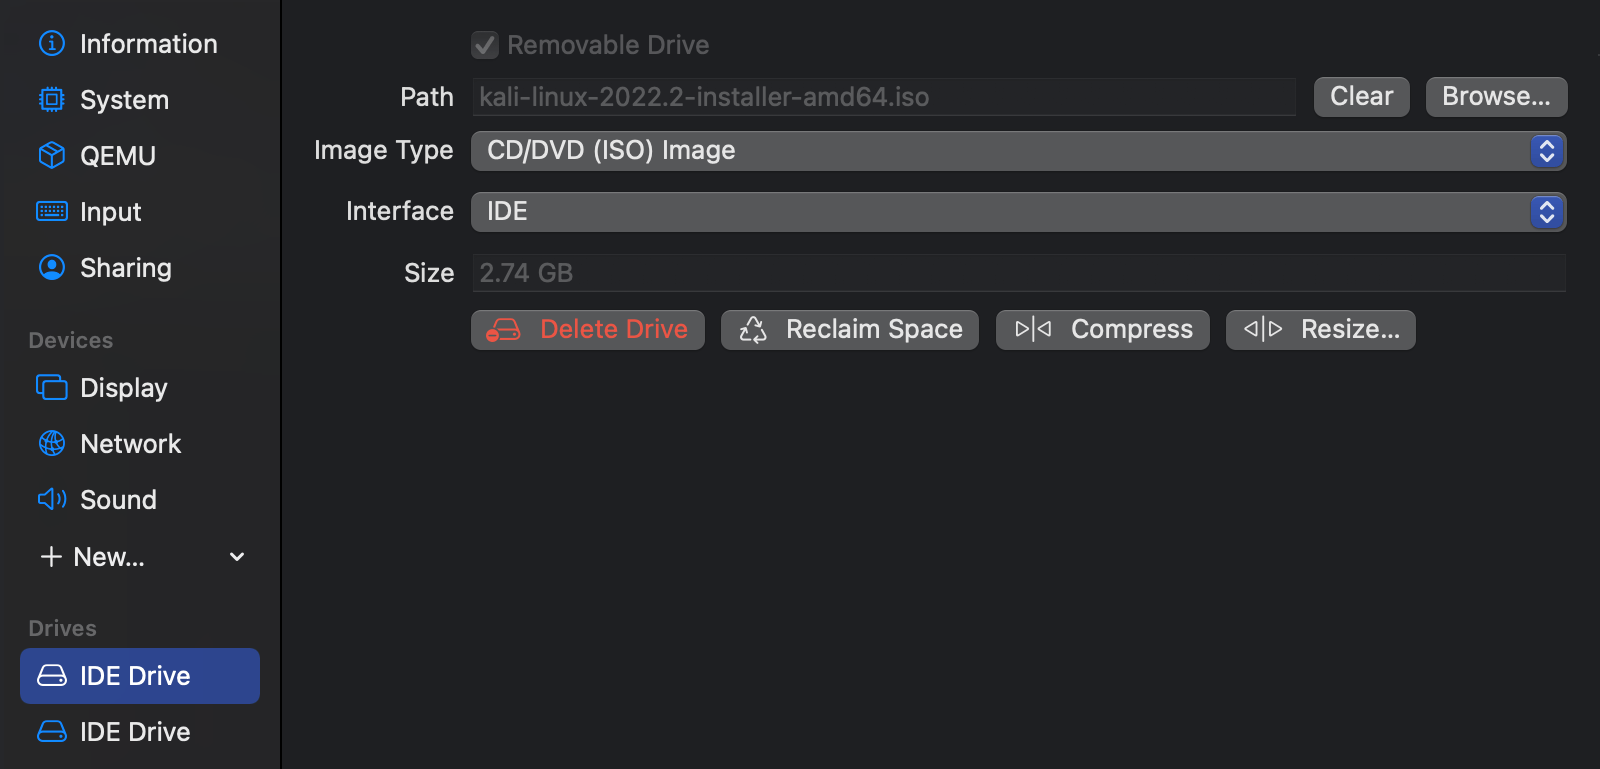 Information
System
QEMU
Input
Sharing
Devices
Display
Network
Sound
New...
Drives
IDE Drive
IDE Drive
Removable Drive
Path kali-linux-2022.2-installer-amd64.iso Clear Browse...
Image Type CD/DVD (ISO) Image
Interface IDE
Size 2.74 GB
Delete Drive Reclaim Space Compress Resize...